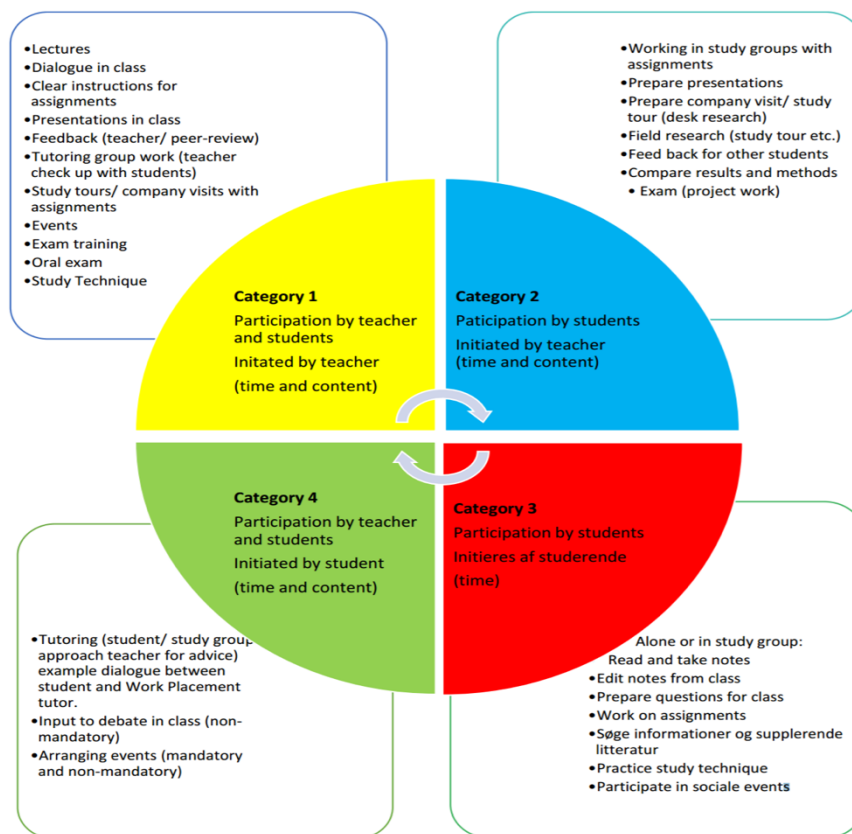 •Lectures
•Dialogue in class
•Clear instructions for
assignments
•Presentations in class
•Feedback (teacher/ peer-review)
•Tutoring group work (teacher
check up with students)
•Study tours/ company visits with
assignments
•Events
•Exam training
•Oral exam
•Study Technique
•Working in study groups with
assignments
•Prepare presentations
•Prepare company visit/ study
tour (desk research)
•Field research (study tour etc.)
•Feed back for other students
•Compare results and methods
• Exam (project work)
Category 1
Participation by teacher
and students
Initated by teacher
(time and content)
Category 2
Paticipation by students
Initiated by teacher
(time and content)
Category 4
Participation by teacher
and students
Initiated by student
(time and content)
Category 3
Participation by students
Initieres af studerende
(time)
•Tutoring (student/ study group
approach teacher for advice)
example dialogue between
student and Work Placement
tutor.
•Input to debate in class (non-
mandatory)
•Arranging events (mandatory
and non-mandatory)
Alone or in study group:
Read and take notes
•Edit notes from class
•Prepare questions for class
•Work on assignments
•Søge informationer og supplerende
litteratur
•Practice study technique
•Participate in sociale events